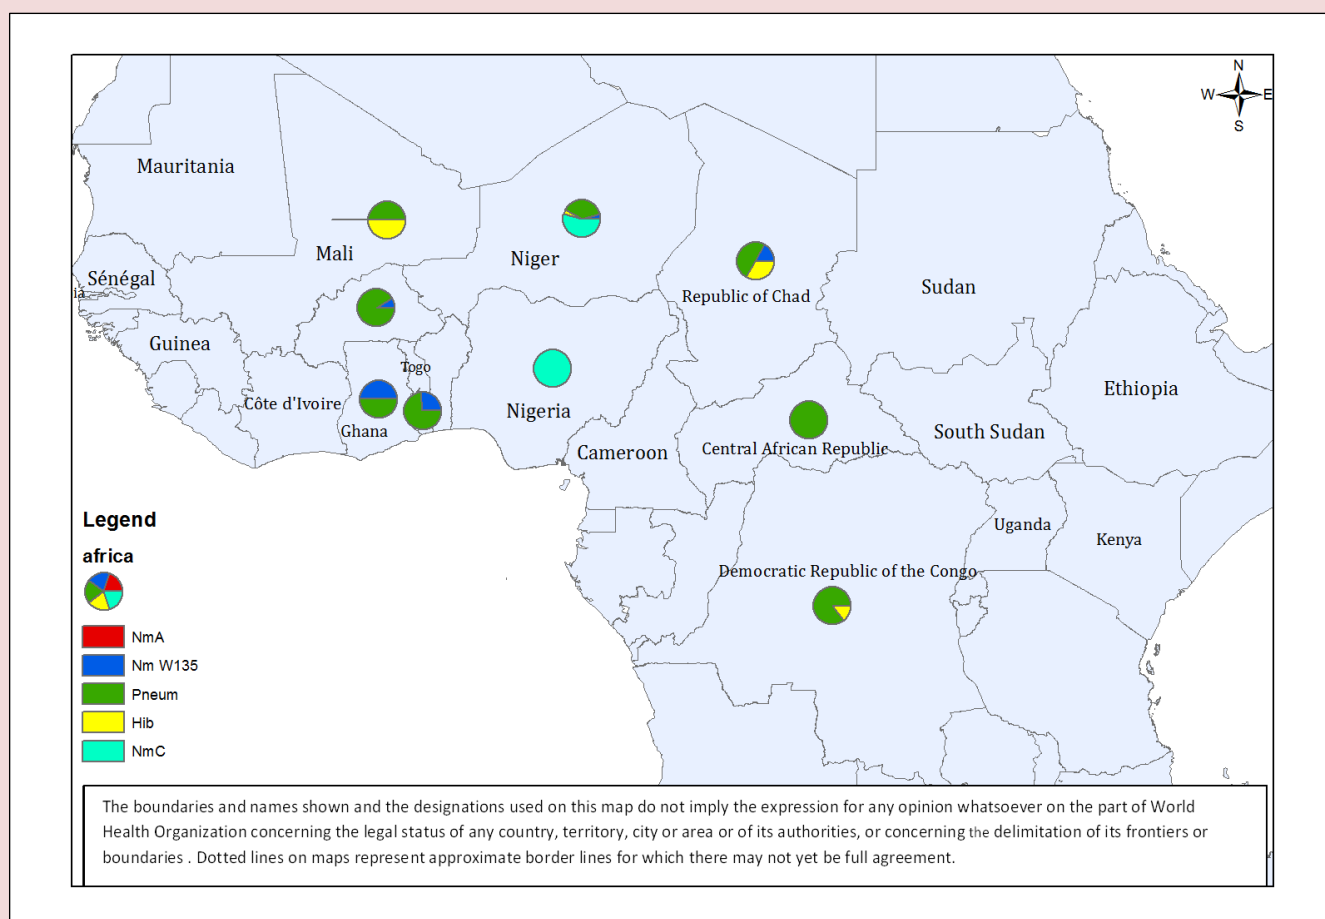 N
W E
S
Mauritania
Mali
Niger
Sénégal
ia
Republic of Chad
Sudan
Guinea
Togo
Côte d'Ivoire
Ghana
Nigeria
Ethiopia
Cameroon
Central African Republic
South Sudan
Uganda
Kenya
Democratic Republic of the Congo
Legend
africa
NmA
Nm W135
Pneum
Hib
NmC
The boundaries and names shown and the designations used on this map do not imply the expression for any opinion whatsoever on the part of World
Health Organization concerning the legal status of any country, territory, city or area or of its authorities, or concerning the delimitation of its frontiers or
boundaries . Dotted lines on maps represent approximate border lines for which there may not yet be full agreement.